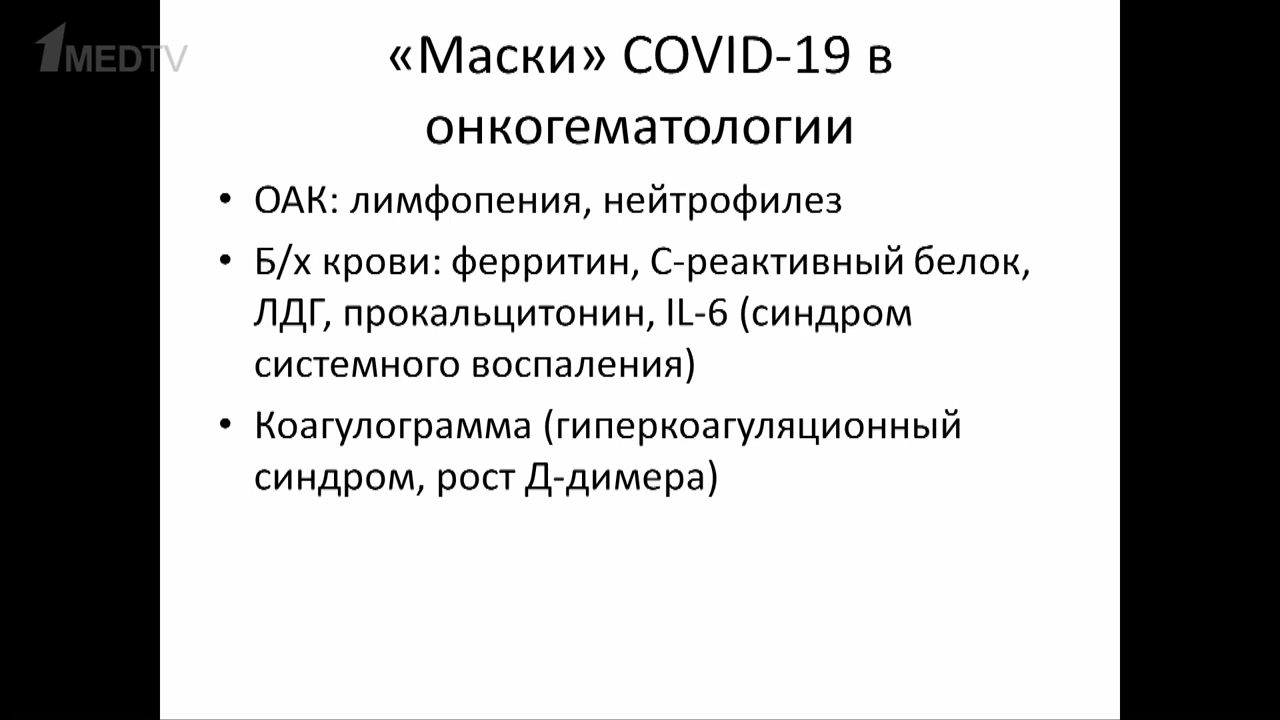 1MEDTV
«Маски» COVID-19 в
онкогематологии
• ОАК: лимфопения, нейтрофилез
• Б/х крови: ферритин, С-реактивный белок,
ЛДГ, прокальцитонин, IL-6 (синдром
системного воспаления)
• Коагулограмма (гиперкоагуляционный
синдром, рост Д-димера)